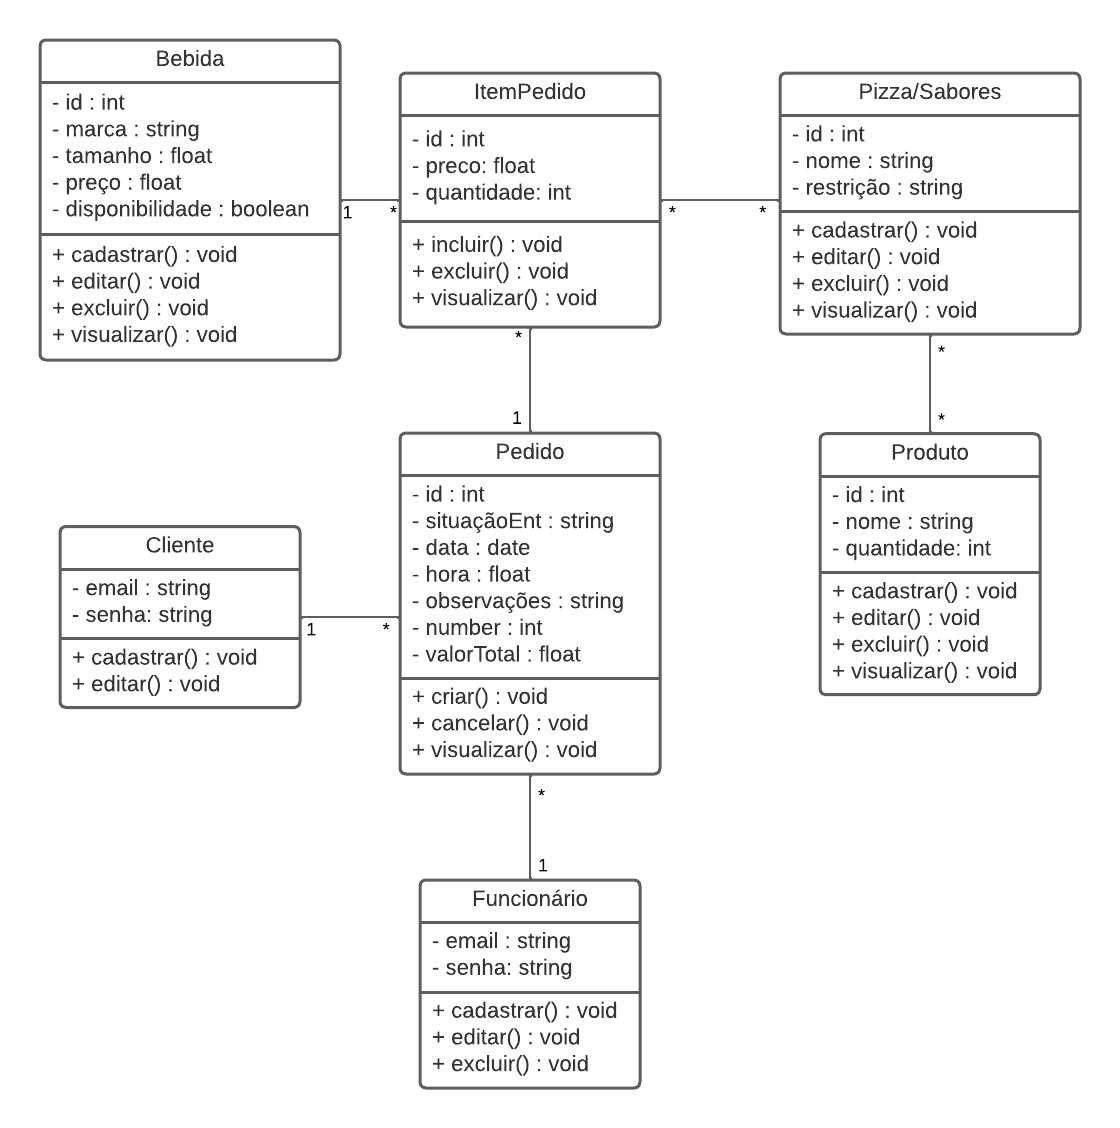 Bebida
- id : int
- marca : string
- tamanho : float
- preço : float
- disponibilidade : boolean
+ cadastrar() : void
+ editar() : void
+ excluir() : void
+ visualizar() : void
1
*
ItemPedido
- id : int
- preco: float
- quantidade: int
+ incluir() : void
+ excluir() : void
+ visualizar() : void
*
*
Pizza/Sabores
- id : int
- nome : string
- restrição : string
+ cadastrar() : void
+ editar() : void
+ excluir() : void
+ visualizar() : void
*
1
*
*
Pedido
- id : int
- situaçãoEnt : string
- data : date
- hora : float
- observações : string
- number : int
- valorTotal : float
+ criar() : void
+ cancelar() : void
+ visualizar() : void
Produto
- id : int
- nome : string
- quantidade: int
+ cadastrar() : void
+ editar() : void
+ excluir() : void
+ visualizar() : void
Cliente
- email : string
- senha: string
+ cadastrar() : void
+ editar() : void
1
*
*
1
Funcionário
- email : string
- senha: string
+ cadastrar() : void
+ editar() : void
+ excluir() : void